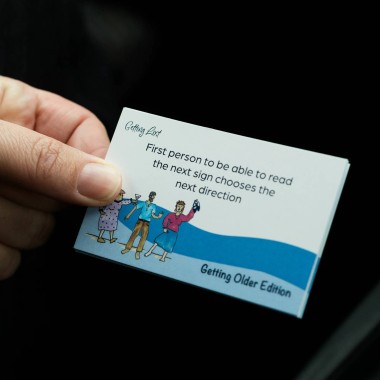 Getting Lost
First person to be able to read
the next sign chooses the
next direction
Getting Older Edition